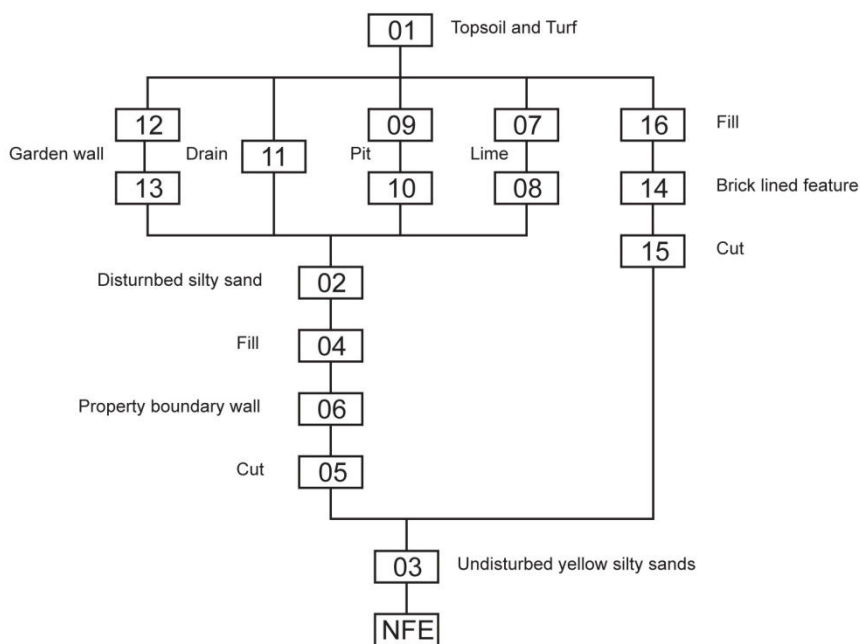 01 Topsoil and Turf
12 09 07 16 Fill
Garden wall Drain 11 Pit Lime
13 10 08 14 Brick lined feature
15 Cut
Disturnbed silty sand 02
Fill 04
Property boundary wall 06
Cut 05
03 Undisturbed yellow silty sands
NFE